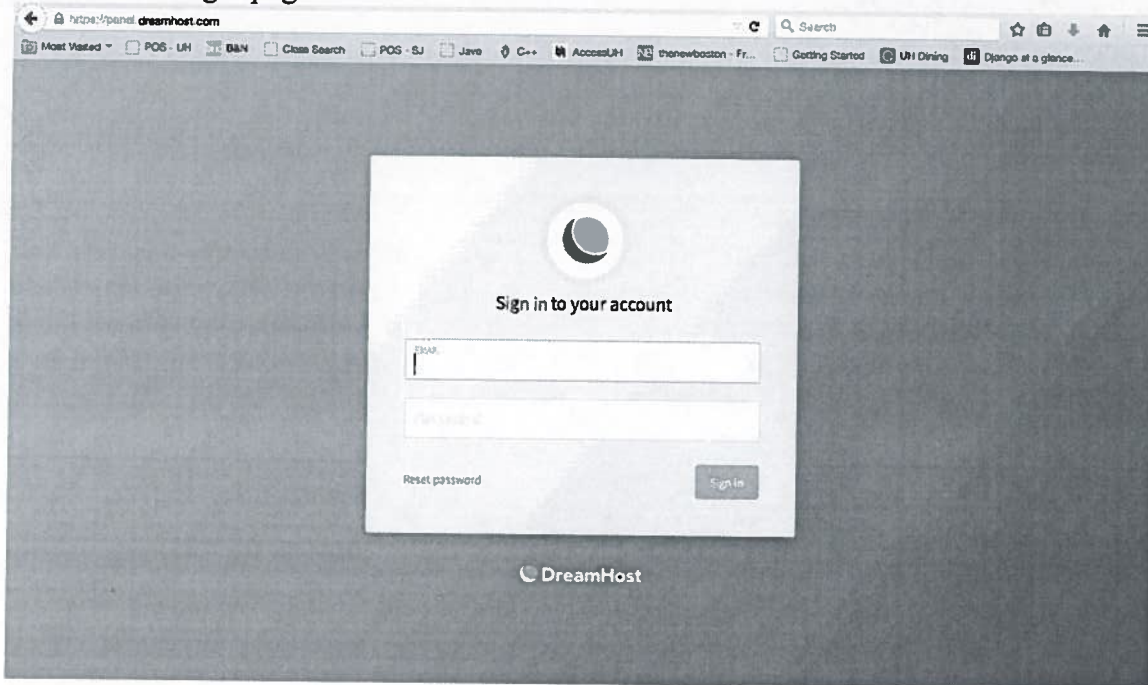 https://panel.dreamhost.com
Search
Most Visited
POS - UH
B&N
Class Search
POS - SJ
Java
C++
AccessUH
thenewboston - Fr...
Getting Started
UH Dining
di Django at a glance...
Sign in to your account
Email
Password
Reset password
Sign in
DreamHost